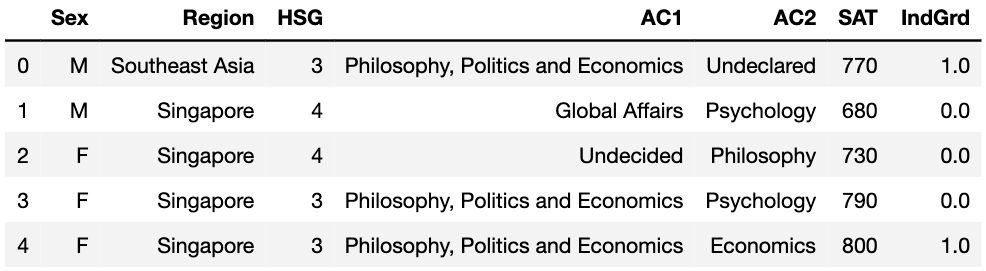 Sex Region HSG AC1 AC2 SAT IndGrd
0 M Southeast Asia 3 Philosophy, Politics and Economics Undeclared 770 1.0
1 M Singapore 4 Global Affairs Psychology 680 0.0
2 F Singapore 4 Undecided Philosophy 730 0.0
3 F Singapore 3 Philosophy, Politics and Economics Psychology 790 0.0
4 F Singapore 3 Philosophy, Politics and Economics Economics 800 1.0